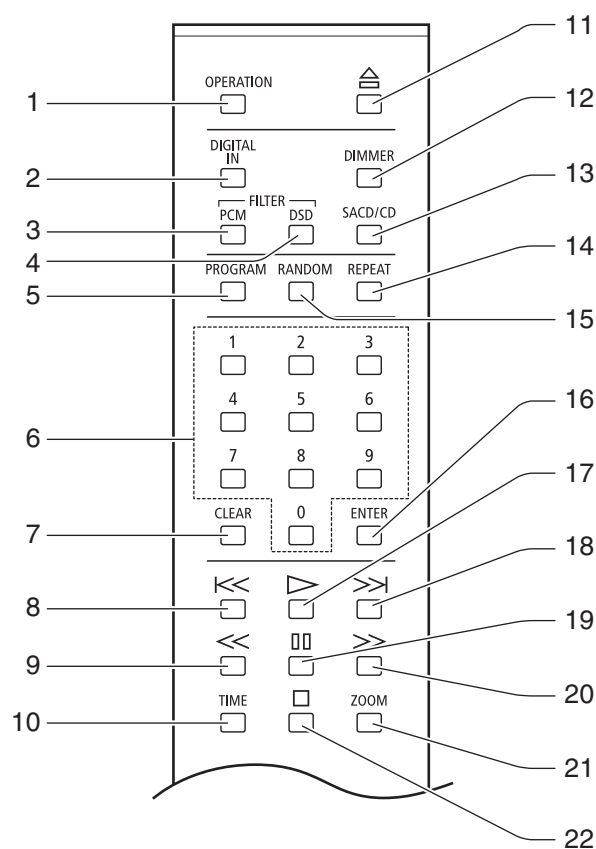 11
OPERATION
1
12
DIGITAL IN
DIMMER
2
13
FILTER
PCM DSD SACD/CD
3
14
4
PROGRAM RANDOM REPEAT
5
15
1 2 3
4 5 6
6
16
7 8 9
17
CLEAR 0 ENTER
7
18
8
19
9
20
TIME ZOOM
10
21
22